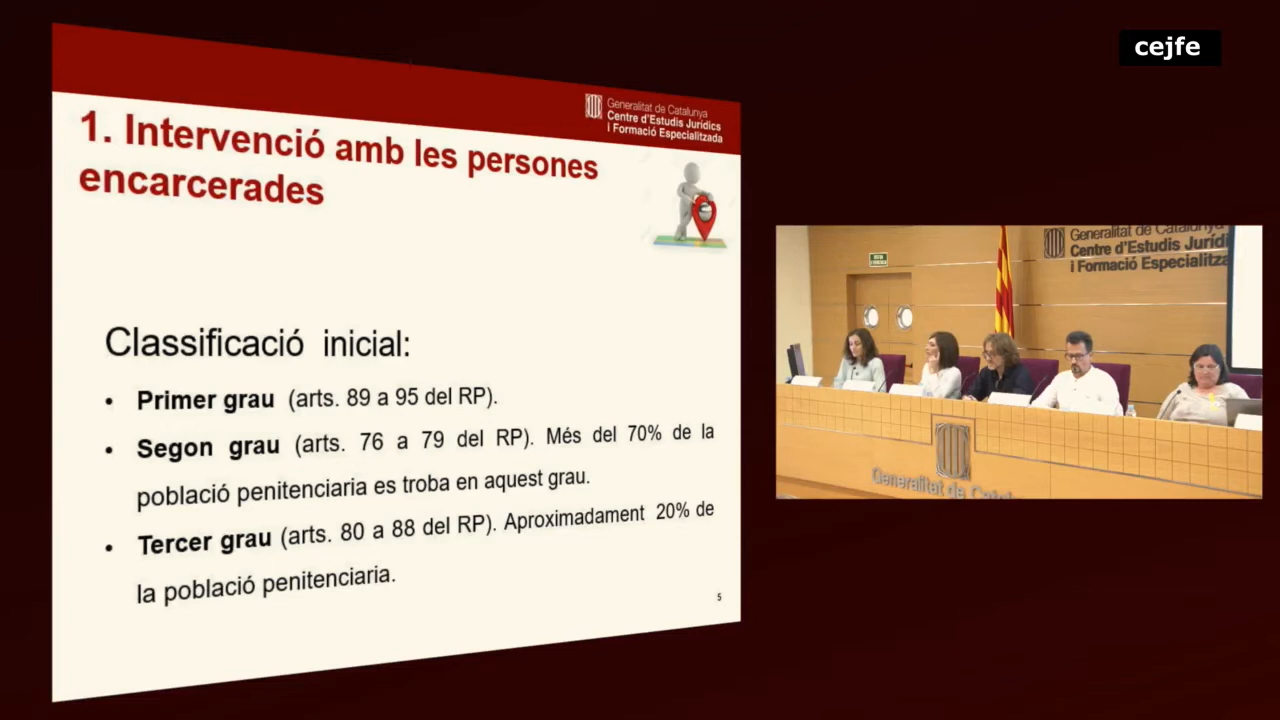 cejfe
Generalitat de Catalunya
Centre d'Estudis Jurídics
i Formació Especialitzada
1. Intervenció amb les persones
encarcerades
Classificació inicial:
• Primer grau (arts. 89 a 95 del RP).
• Segon grau (arts. 76 a 79 del RP). Més del 70% de la
població penitenciaria es troba en aquest grau.
• Tercer grau (arts. 80 a 88 del RP). Aproximadament 20% de
la població penitenciaria.
5
Generalitat de Catalunya
Centre d'Estudis Jurídi
i Formació Especialitza
Generalitat de Catalu